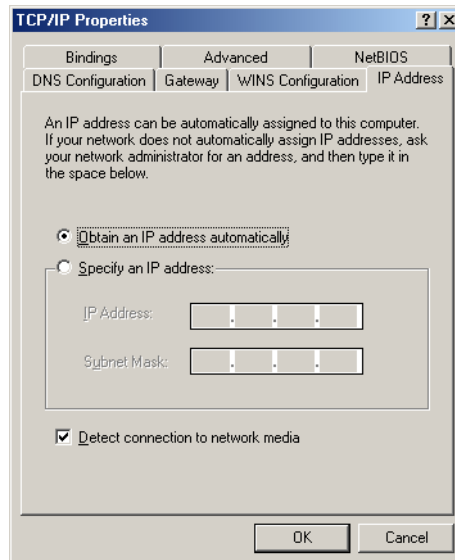 TCP/IP Properties
Bindings Advanced NetBIOS
DNS Configuration Gateway WINS Configuration IP Address
An IP address can be automatically assigned to this computer.
If your network does not automatically assign IP addresses, ask
your network administrator for an address, and then type it in
the space below.
Obtain an IP address automatically
Specify an IP address:
IP Address:
. . .
Subnet Mask:
. . .
Detect connection to network media
OK Cancel